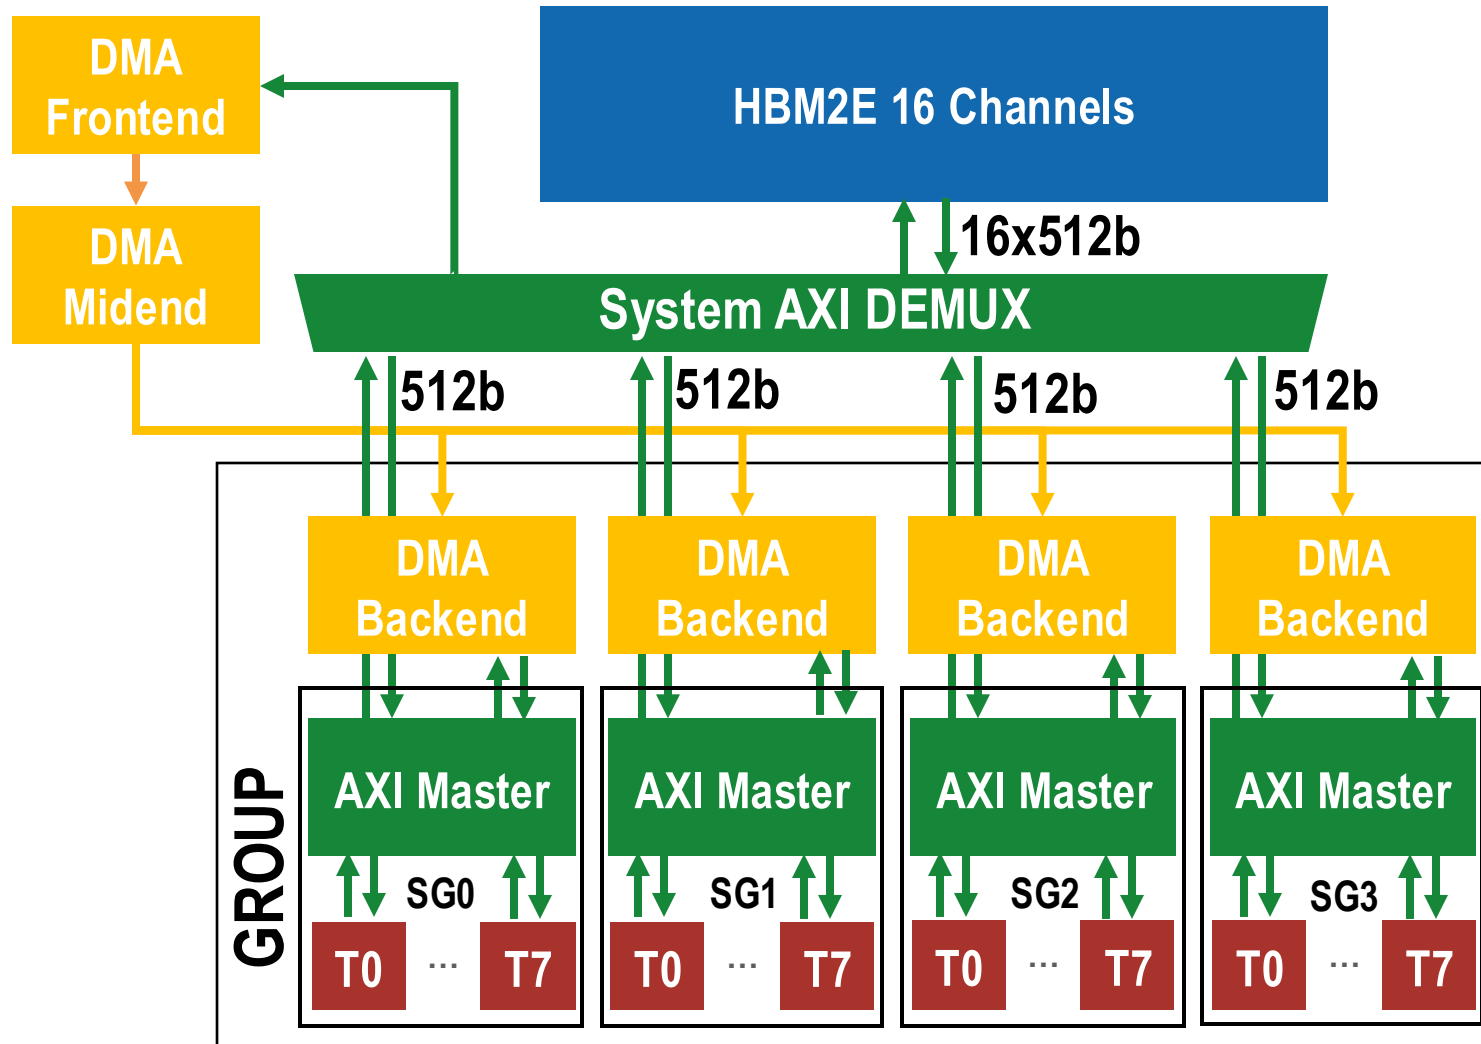 DMA
Frontend
HBM2E 16 Channels
DMA
Midend
16x512b
System AXI DEMUX
512b
512b
512b
512b
DMA
Backend
DMA
Backend
DMA
Backend
DMA
Backend
GROUP
AXI Master
AXI Master
AXI Master
AXI Master
SG0
SG1
SG2
SG3
T0 ... T7
T0 ... T7
T0 ... T7
T0 ... T7